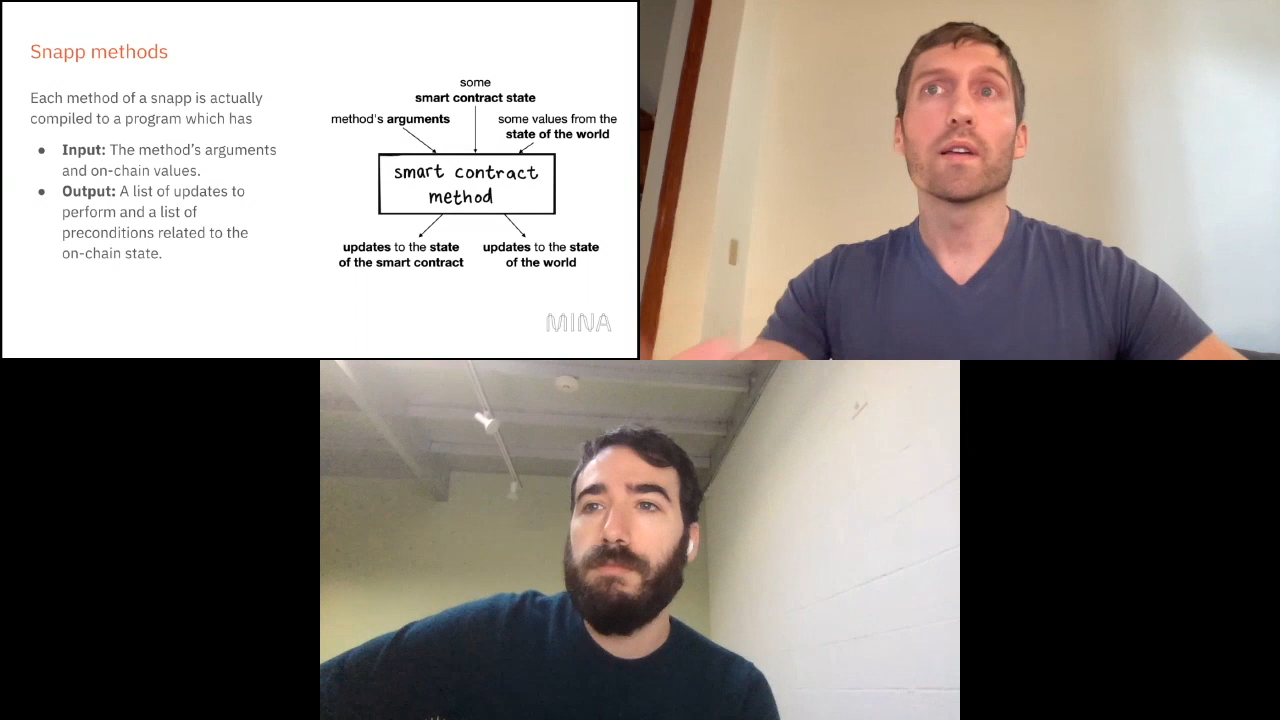 Snapp methods
Each method of a snapp is actually
compiled to a program which has
● Input: The method's arguments
and on-chain values.
● Output: A list of updates to
perform and a list of
preconditions related to the
on-chain state.
some
smart contract state
method's arguments
some values from the
state of the world
smart contract
method
updates to the state
of the smart contract
updates to the state
of the world
MINA